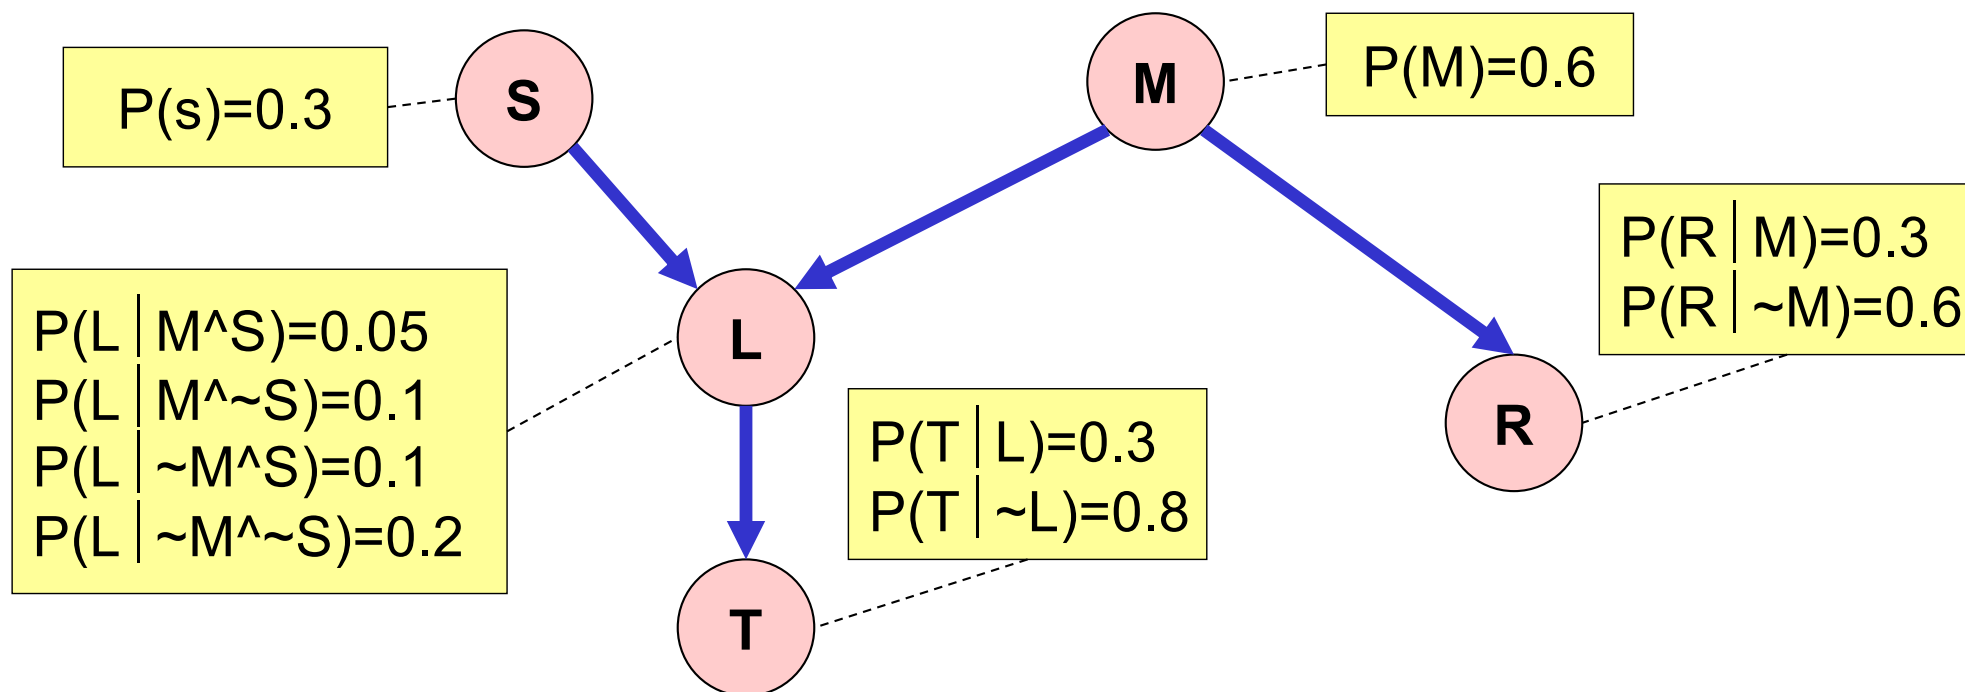 P(s)=0.3
S
M
P(M)=0.6
P(R | M)=0.3
P(R | ~M)=0.6
P(L | M^S)=0.05
P(L | M^~S)=0.1
P(L | ~M^S)=0.1
P(L | ~M^~S)=0.2
L
P(T | L)=0.3
P(T | ~L)=0.8
R
T